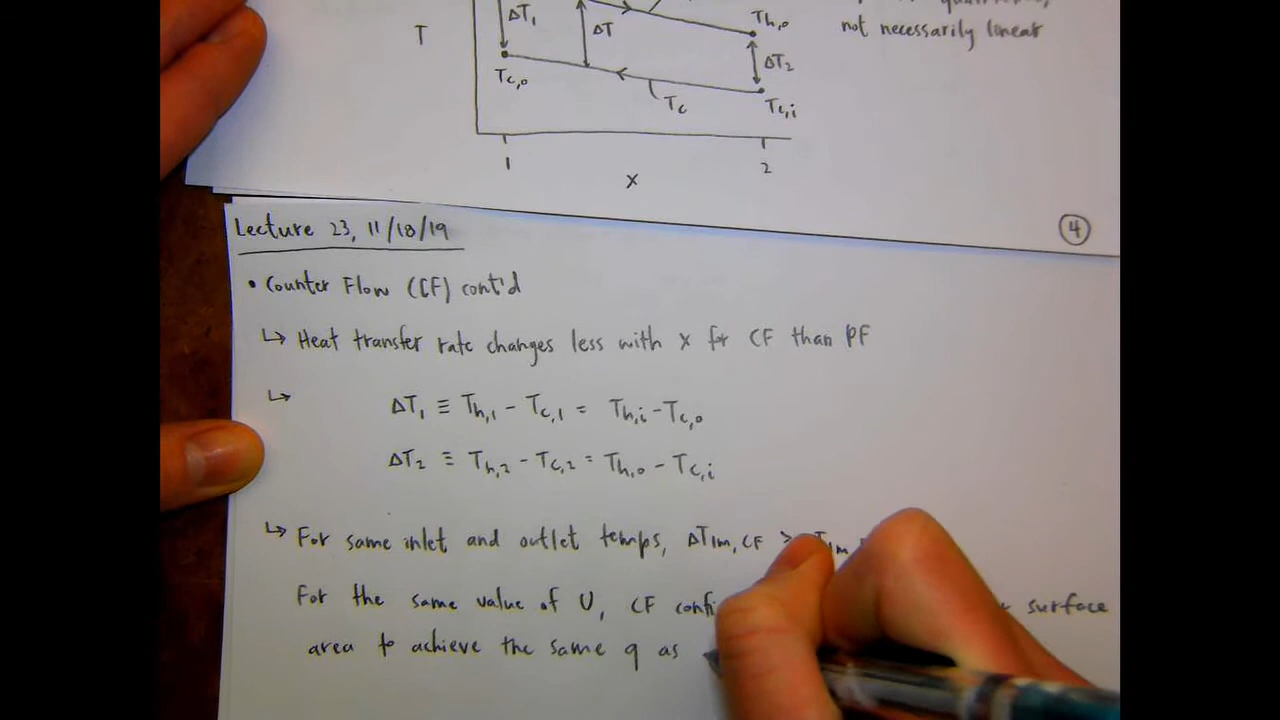 not necessarily linear
T
ΔT₁
ΔT
Th,o
ΔT₂
Tc,o
Tc
Tc,i
1
2
x
4
Lecture 23, 11/18/19
• Counter Flow (CF) cont'd
↳ Heat transfer rate changes less with x for CF than PF
↳ ΔT₁ ≡ Th,1 - Tc,1 = Th,i - Tc,o
ΔT₂ ≡ Th,2 - Tc,2 = Th,o - Tc,i
↳ For same inlet and outlet temps, ΔTlm,CF >
For the same value of U, CF surface
area to achieve the same q as